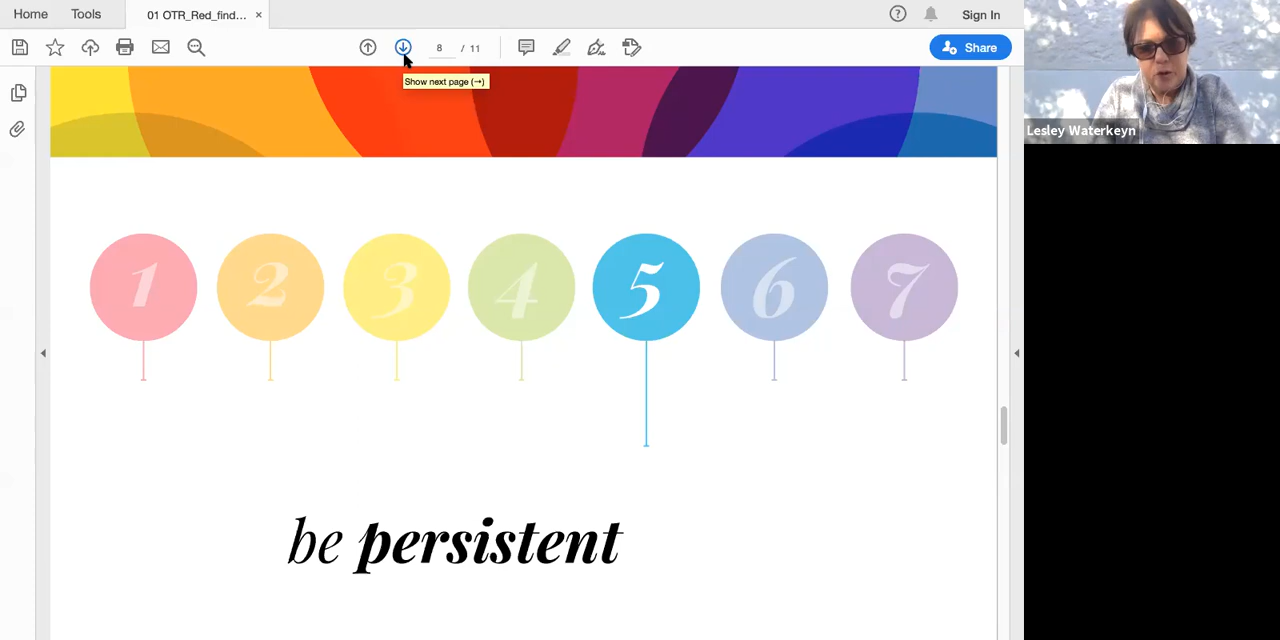 Home Tools 01 OTR_Red_find... × Sign In
8 / 11 Share
Show next page (→)
Lesley Waterkeyn
1 2 3 4 5 6 7
be persistent